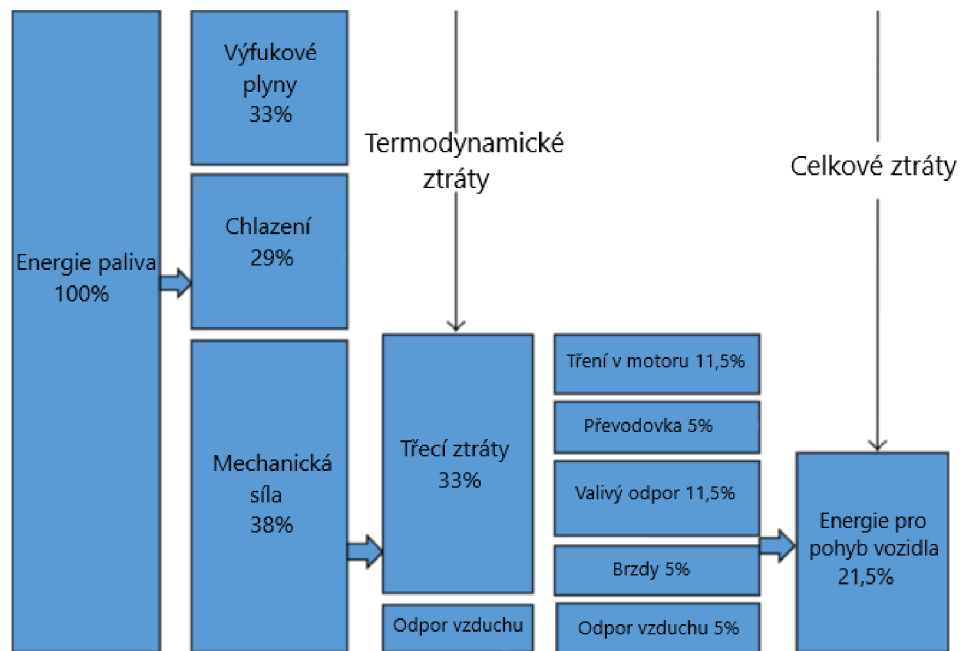 Energie paliva
100%
Výfukové
plyny
33%
Chlazení
29%
Mechanická
síla
38%
Termodynamické
ztráty
Třecí ztráty
33%
Odpor vzduchu
Tření v motoru 11,5%
Převodovka 5%
Valivý odpor 11,5%
Brzdy 5%
Odpor vzduchu 5%
Celkové ztráty
Energie pro
pohyb vozidla
21,5%